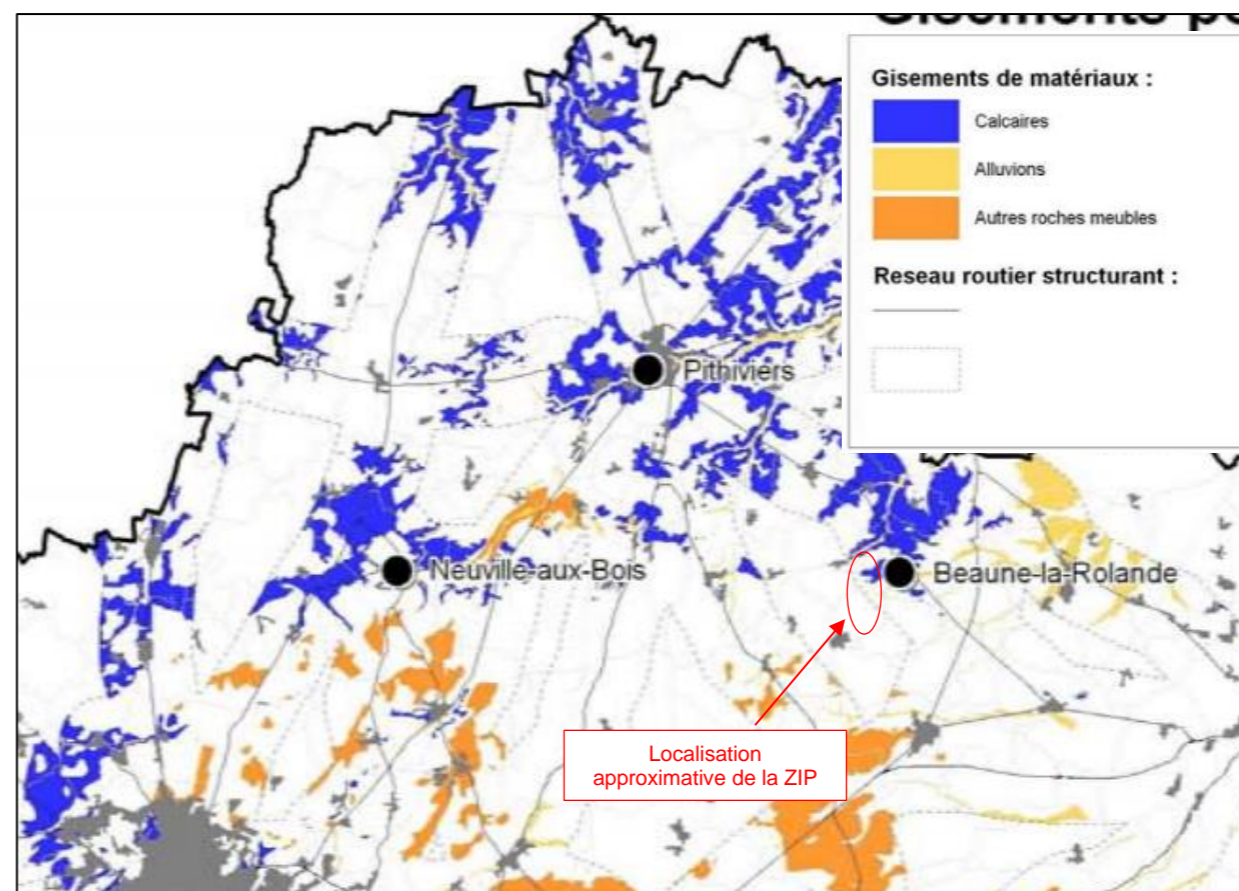 Gisements de matériaux :
Calcaires
Alluvions
Autres roches meubles
Reseau routier structurant :
Pithiviers
Neuville-aux-Bois
Beaune-la-Rolande
Localisation
approximative de la ZIP